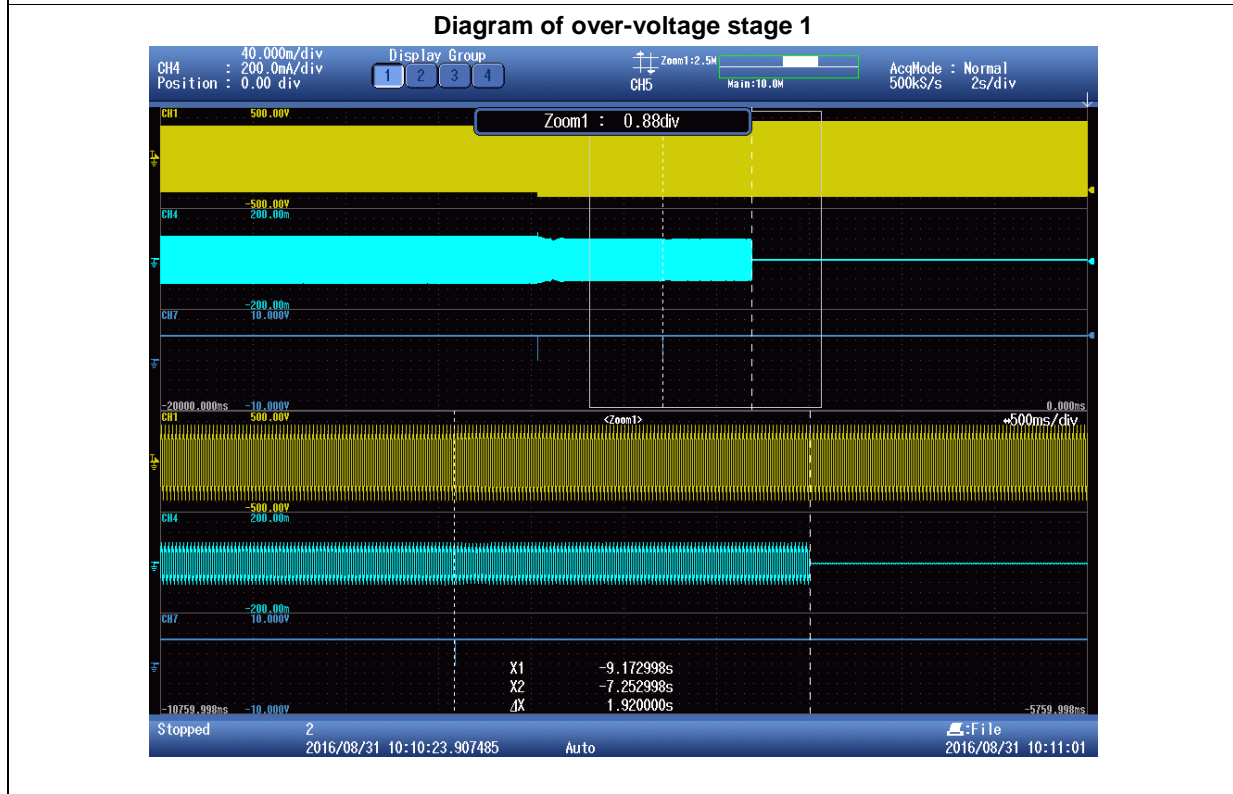 Diagram of over-voltage stage 1
40.000m/div
CH4 : 200.0mA/div
Position : 0.00 div
Display Group
1 2 3 4
Zoom1:2.5M
CH5
Main:10.0M
AcqMode : Normal
500kS/s 2s/div
CH1 500.00V
Zoom1 : 0.88div
-500.00V
CH4 200.00m
-200.00m
CH7 10.000V
-20000.000ms -10.000V 0.000ms
CH1 500.00V <Zoom1> 500ms/div
-500.00V
CH4 200.00m
-200.00m
CH7 10.000V
X1 -9.172998s
X2 -7.252998s
ΔX 1.920000s
-10759.998ms -10.000V -5759.998ms
Stopped 2 :File
2016/08/31 10:10:23.907485 Auto 2016/08/31 10:11:01